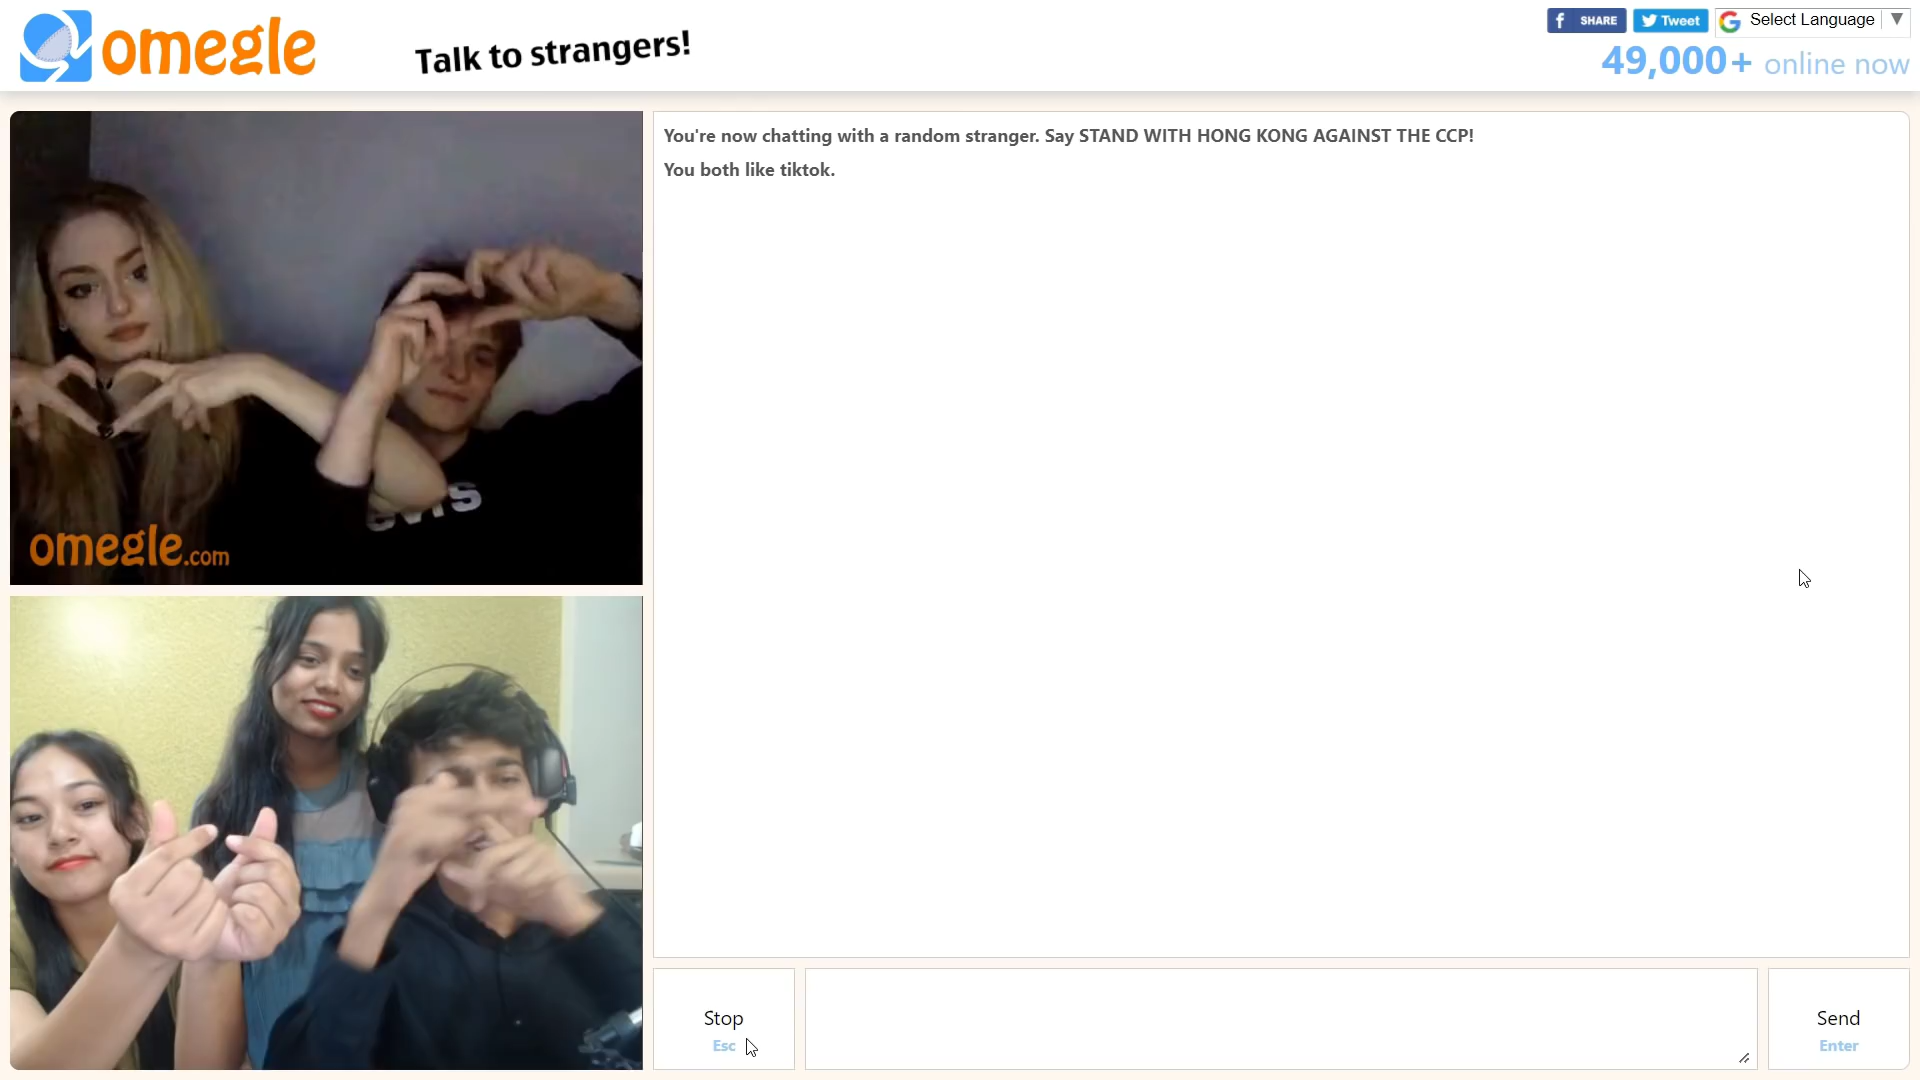 omegle
Talk to strangers!
f SHARE
Tweet
G Select Language ▼
49,000+ online now
You're now chatting with a random stranger. Say STAND WITH HONG KONG AGAINST THE CCP!
You both like tiktok.
omegle.com
Stop
Esc
Send
Enter